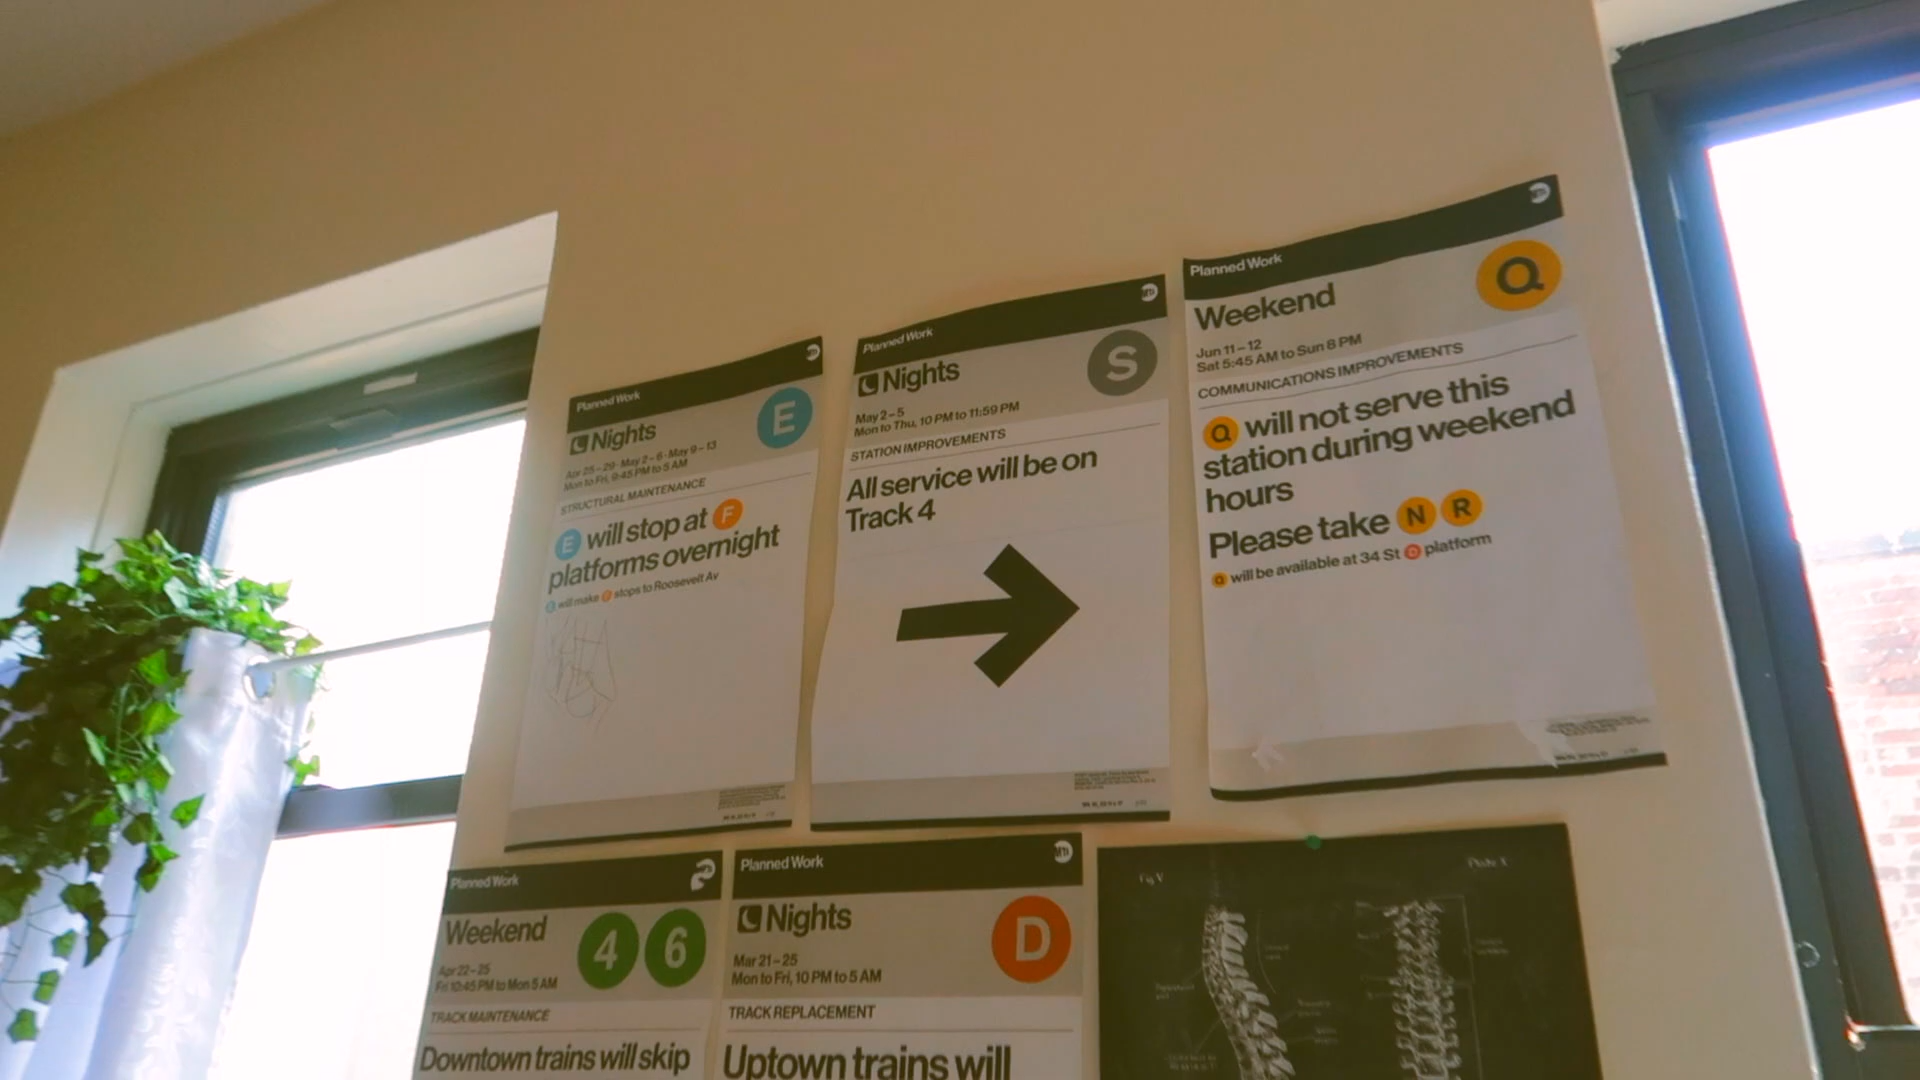 Planned Work
Nights
E
Apr 25 – 29 · May 2 – 6 · May 9 – 13
Mon to Fri, 9:45 PM to 5 AM
STRUCTURAL MAINTENANCE
E will stop at F
platforms overnight
E will make F stops to Roosevelt Av
Planned Work
Nights
S
May 2 – 5
Mon to Thu, 10 PM to 11:59 PM
STATION IMPROVEMENTS
All service will be on
Track 4
Planned Work
Weekend
Q
Jun 11 – 12
Sat 5:45 AM to Sun 8 PM
COMMUNICATIONS IMPROVEMENTS
Q will not serve this
station during weekend
hours
Please take N R
Q will be available at 34 St D platform
Planned Work
Weekend
4 6
Apr 22 – 25
Fri 10:45 PM to Mon 5 AM
TRACK MAINTENANCE
Downtown trains will skip
Planned Work
Nights
D
Mar 21 – 25
Mon to Fri, 10 PM to 5 AM
TRACK REPLACEMENT
Uptown trains will
Fig V